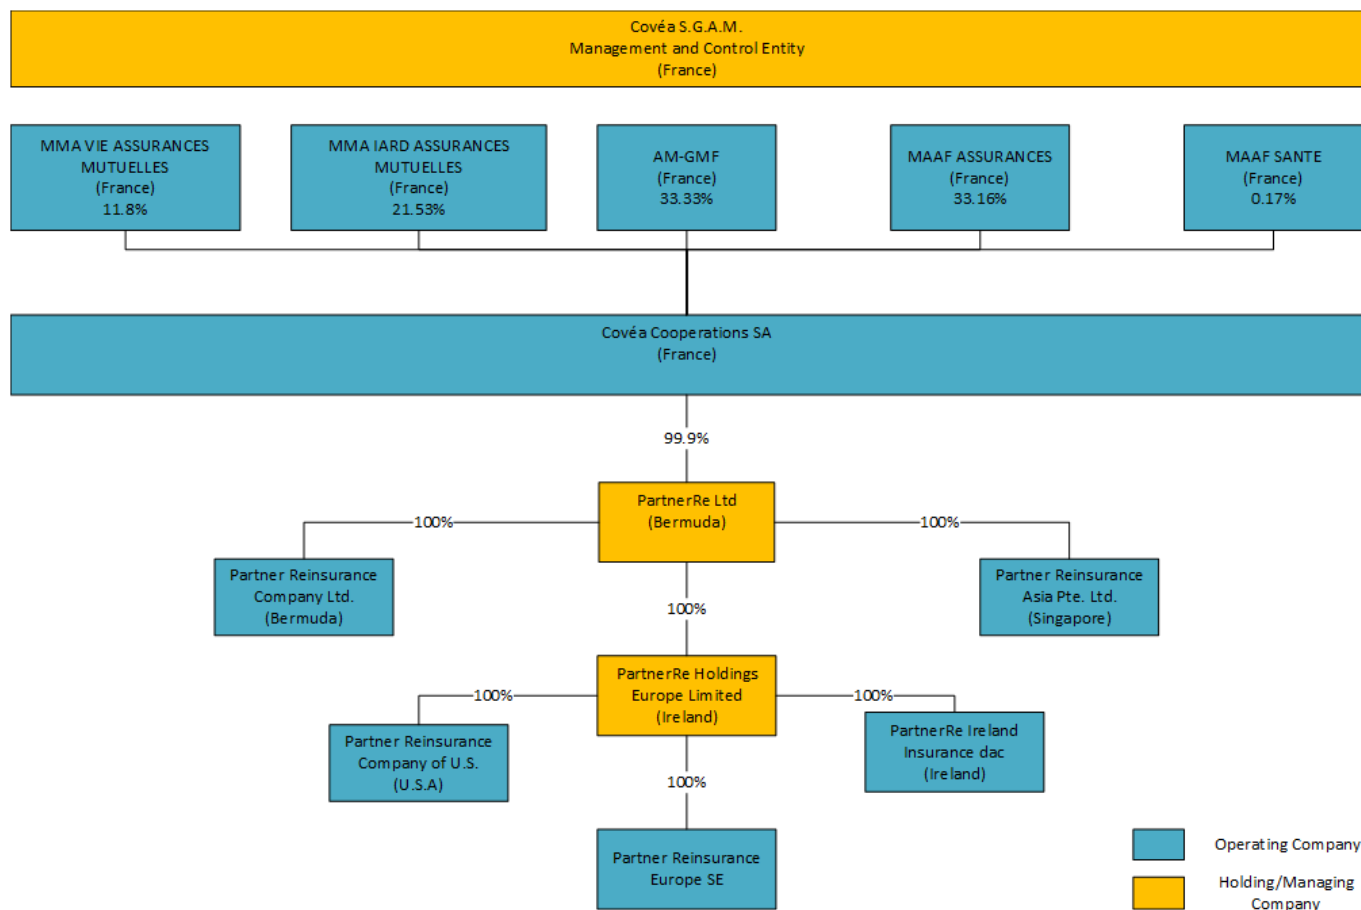 Covéa S.G.A.M.
Management and Control Entity
(France)
MMA VIE ASSURANCES
MUTUELLES
(France)
11.8%
MMA IARD ASSURANCES
MUTUELLES
(France)
21.53%
AM-GMF
(France)
33.33%
MAAF ASSURANCES
(France)
33.16%
MAAF SANTE
(France)
0.17%
Covéa Cooperations SA
(France)
99.9%
PartnerRe Ltd
(Bermuda)
100%
100%
Partner Reinsurance
Company Ltd.
(Bermuda)
Partner Reinsurance
Asia Pte. Ltd.
(Singapore)
100%
PartnerRe Holdings
Europe Limited
(Ireland)
100%
100%
Partner Reinsurance
Company of U.S.
(U.S.A)
PartnerRe Ireland
Insurance dac
(Ireland)
100%
Partner Reinsurance
Europe SE
Operating Company
Holding/Managing
Company